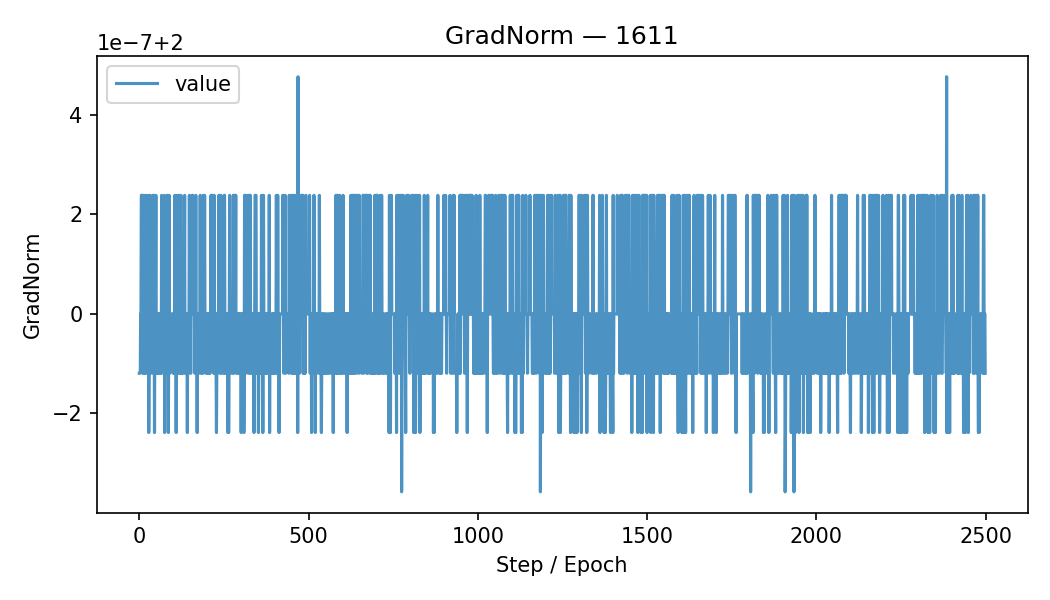 GradNorm — 1611
1e−7+2
value
4
2
0
−2
GradNorm
0
500
1000
1500
2000
2500
Step / Epoch